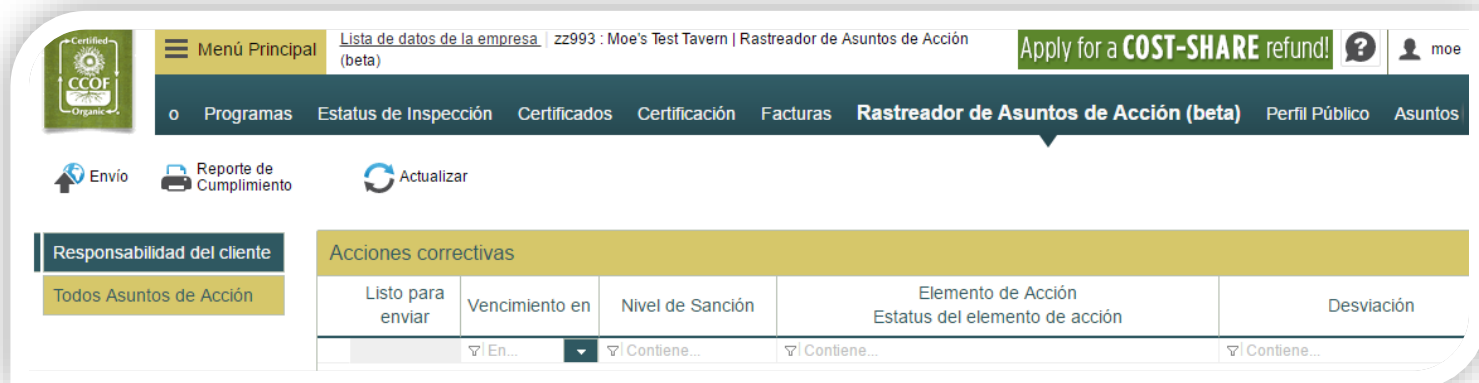 Certified
CCOF
Organic
Menú Principal
Lista de datos de la empresa | zz993 : Moe's Test Tavern | Rastreador de Asuntos de Acción
(beta)
Apply for a COST-SHARE refund!
?
moe
o Programas Estatus de Inspección Certificados Certificación Facturas Rastreador de Asuntos de Acción (beta) Perfil Público Asuntos
Envío
Reporte de
Cumplimiento
Actualizar
Responsabilidad del cliente
Todos Asuntos de Acción
Acciones correctivas
Listo para
enviar
Vencimiento en
Nivel de Sanción
Elemento de Acción
Estatus del elemento de acción
Desviación
En... Contiene... Contiene... Contiene...